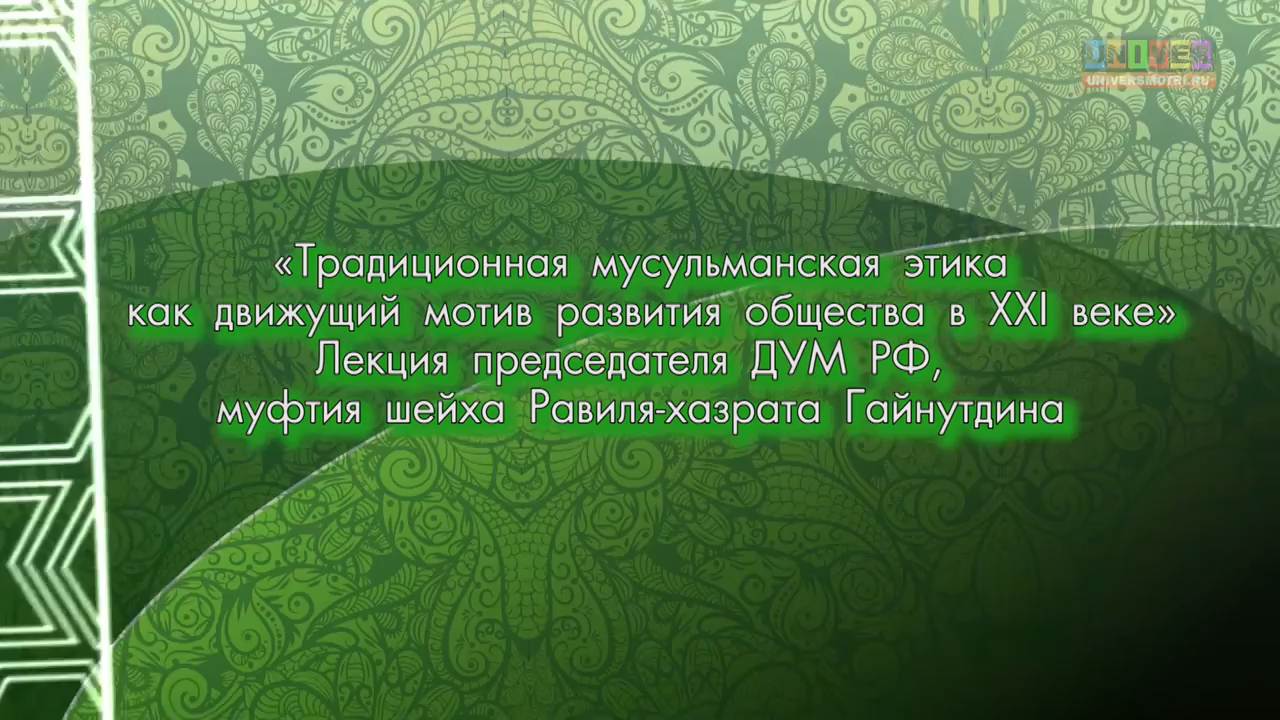 UNIVER
UNIVERSMOTRI.RU
«Традиционная мусульманская этика
как движущий мотив развития общества в XXI веке»
Лекция председателя ДУМ РФ,
муфтия шейха Равиля-хазрата Гайнутдина